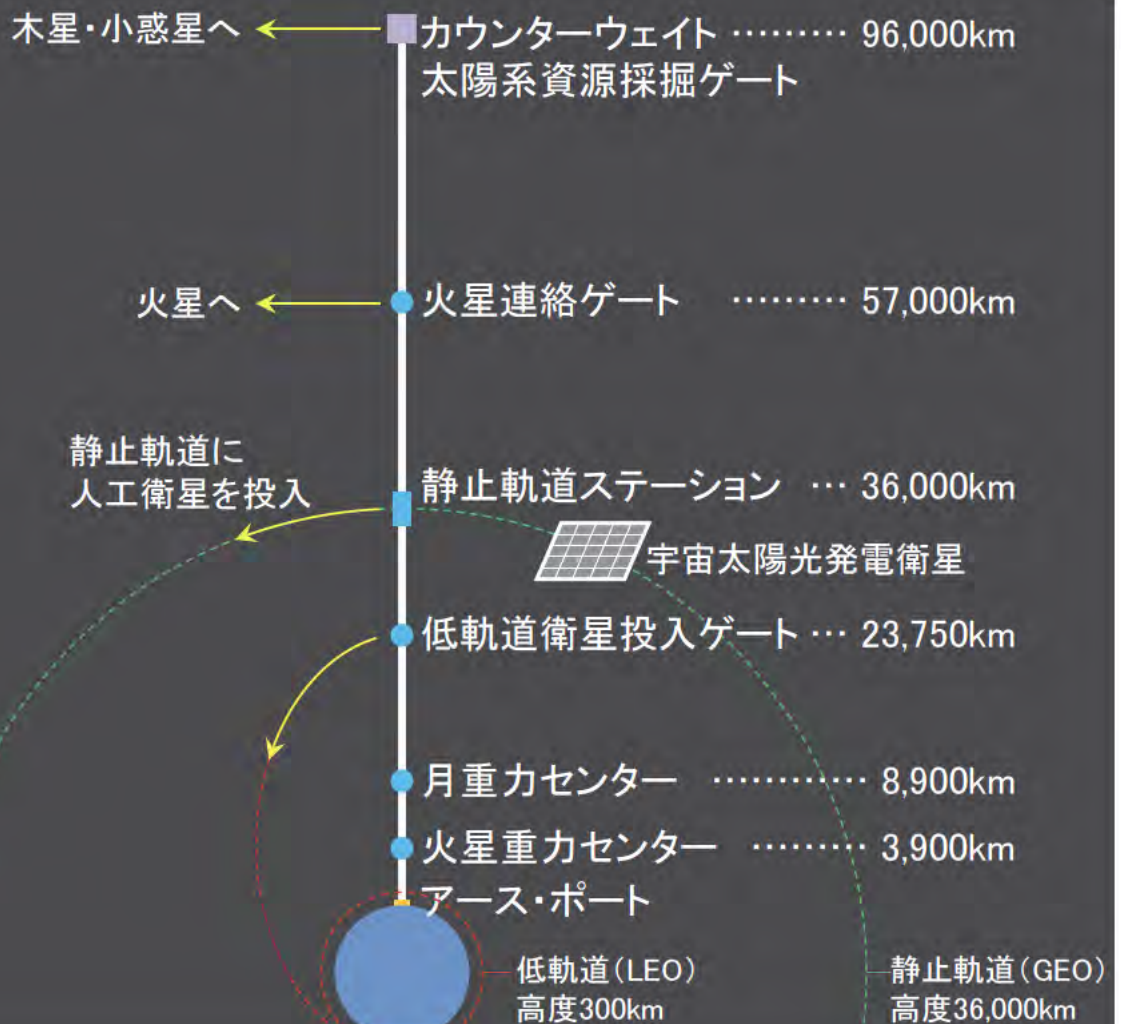 木星・小惑星へ
カウンターウェイト ……… 96,000km
太陽系資源採掘ゲート
火星へ
火星連絡ゲート ……… 57,000km
静止軌道に
人工衛星を投入
静止軌道ステーション … 36,000km
宇宙太陽光発電衛星
低軌道衛星投入ゲート … 23,750km
月重力センター ………… 8,900km
火星重力センター ……… 3,900km
アース・ポート
低軌道(LEO)
高度300km
静止軌道(GEO)
高度36,000km